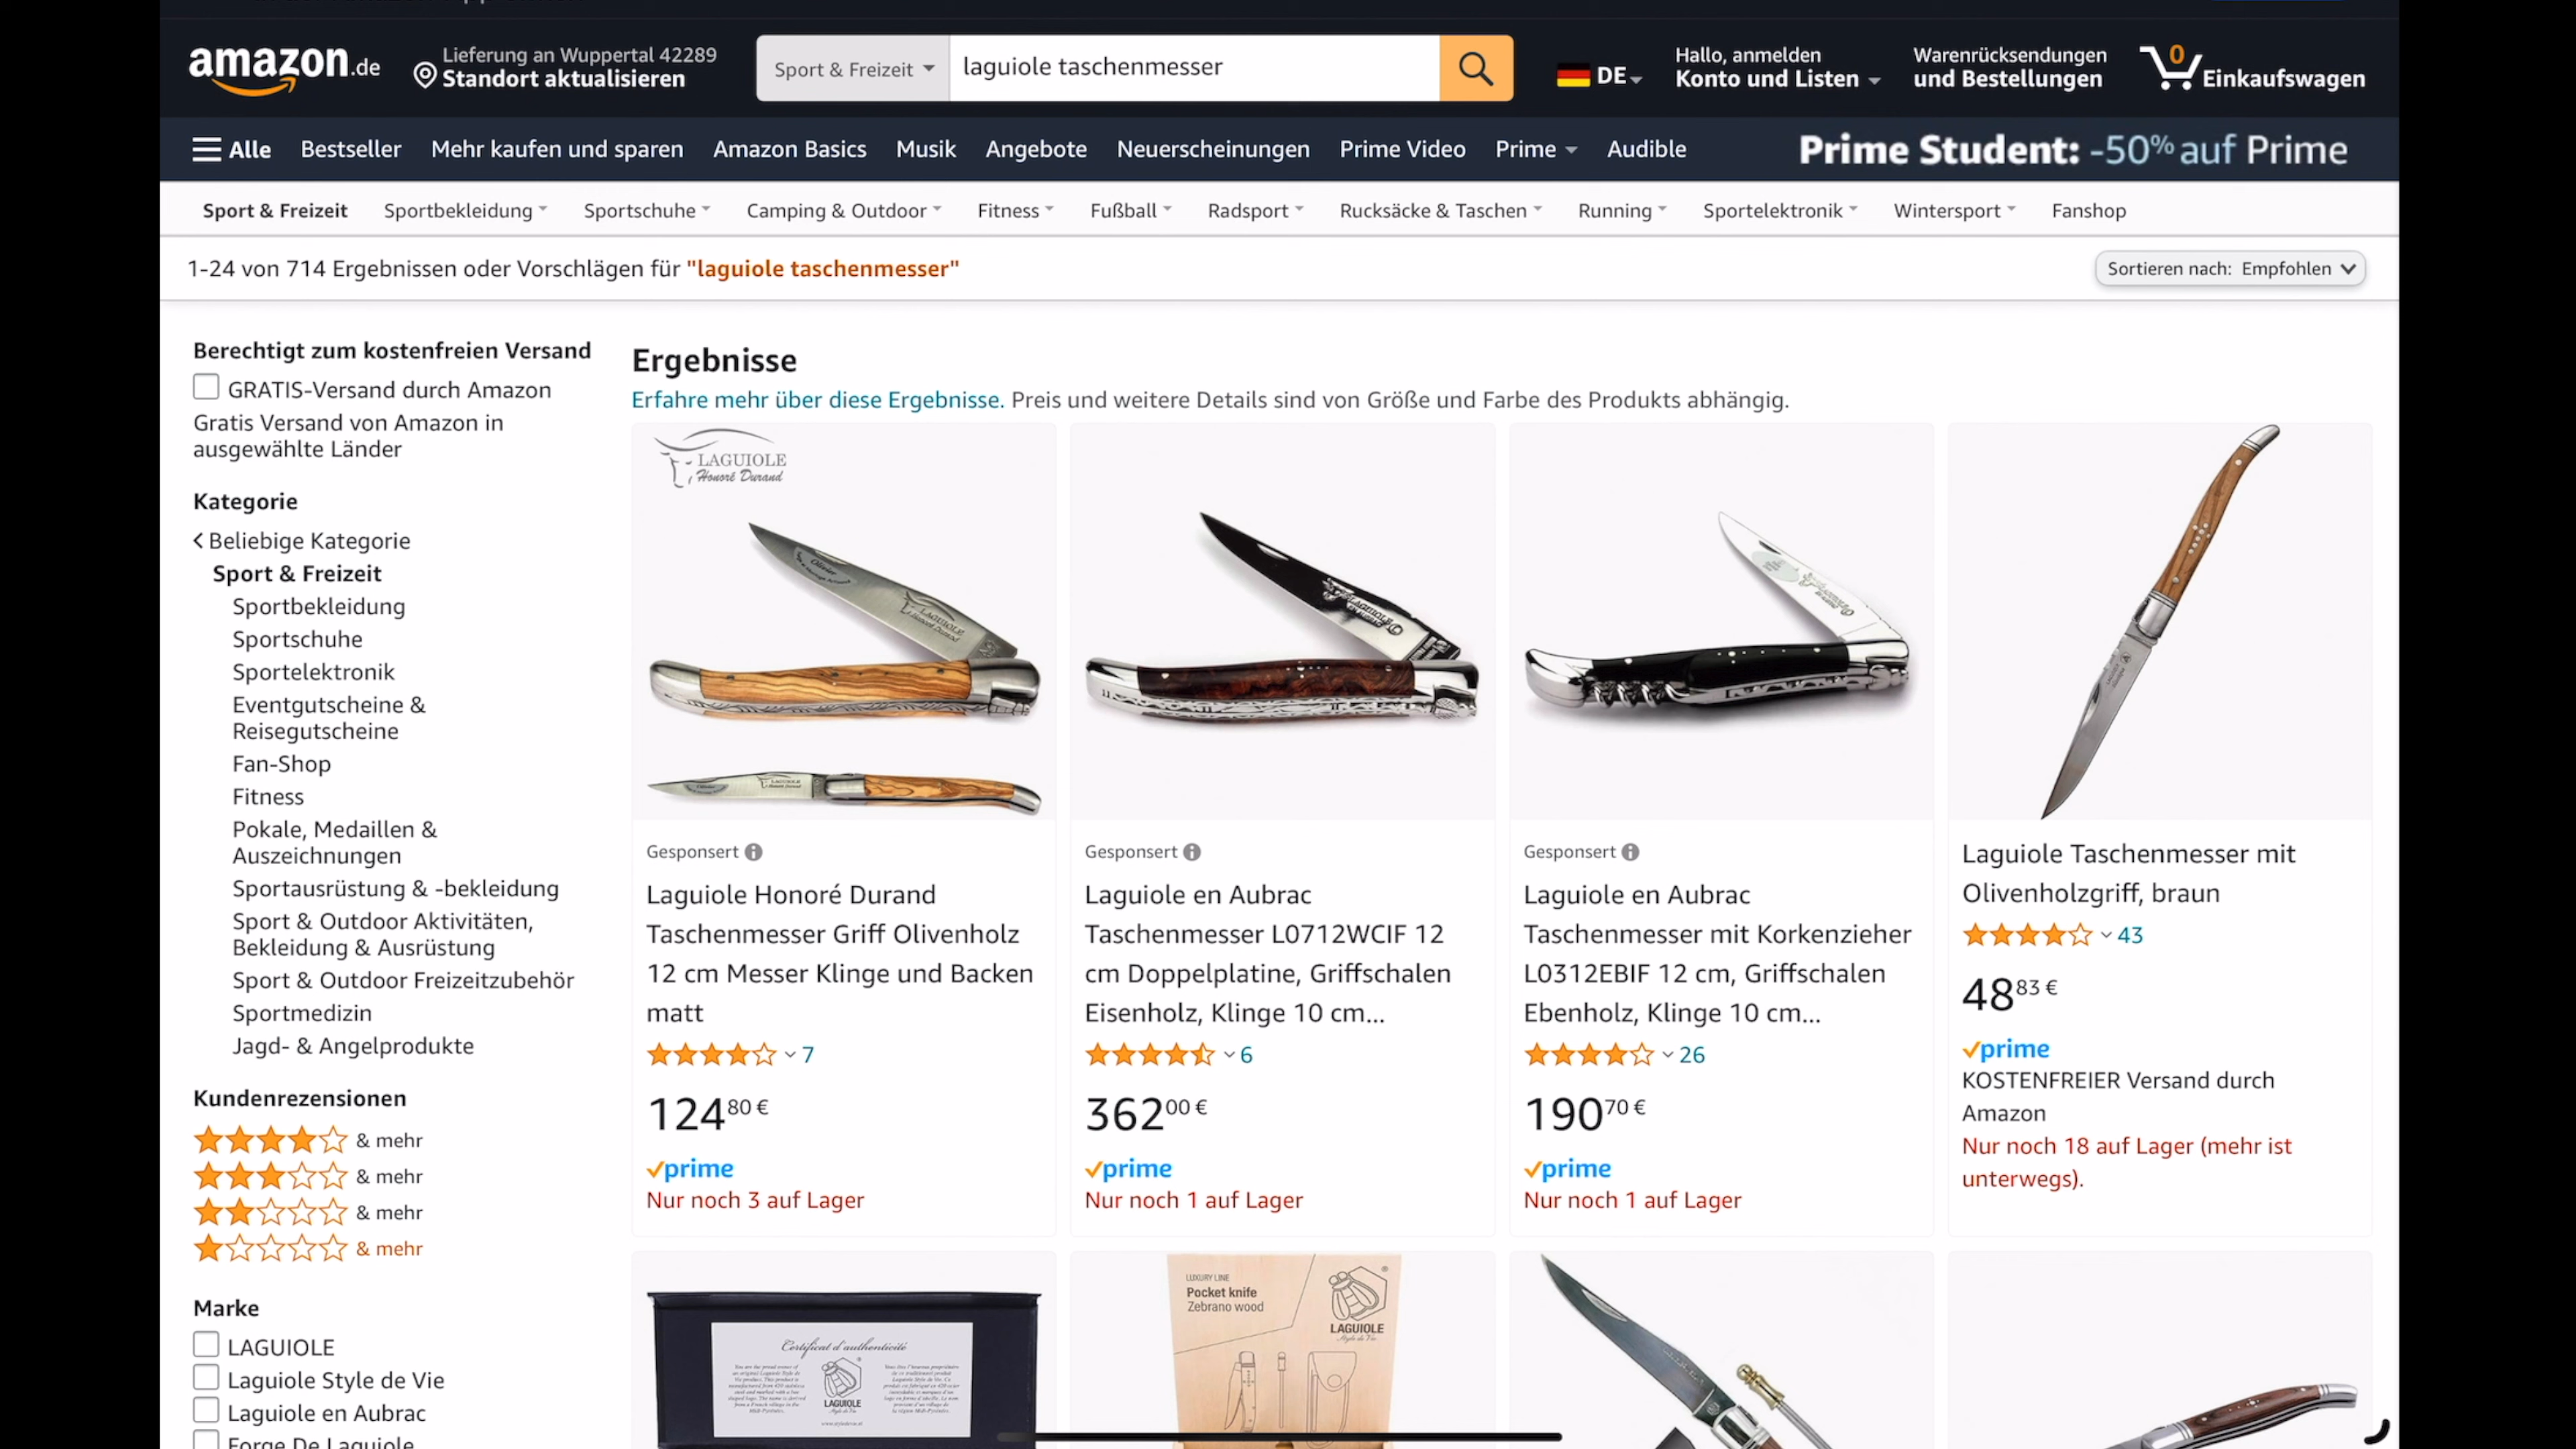 amazon.de
Lieferung an Wuppertal 42289
Standort aktualisieren
Sport & Freizeit
laguiole taschenmesser
DE
Hallo, anmelden
Konto und Listen
Warenrücksendungen
und Bestellungen
0
Einkaufswagen
Alle
Bestseller
Mehr kaufen und sparen
Amazon Basics
Musik
Angebote
Neuerscheinungen
Prime Video
Prime
Audible
Prime Student: -50% auf Prime
Sport & Freizeit
Sportbekleidung
Sportschuhe
Camping & Outdoor
Fitness
Fußball
Radsport
Rucksäcke & Taschen
Running
Sportelektronik
Wintersport
Fanshop
1-24 von 714 Ergebnissen oder Vorschlägen für "laguiole taschenmesser"
Sortieren nach: Empfohlen
Berechtigt zum kostenfreien Versand
GRATIS-Versand durch Amazon
Gratis Versand von Amazon in
ausgewählte Länder
Kategorie
Beliebige Kategorie
Sport & Freizeit
Sportbekleidung
Sportschuhe
Sportelektronik
Eventgutscheine &
Reisegutscheine
Fan-Shop
Fitness
Pokale, Medaillen &
Auszeichnungen
Sportausrüstung & -bekleidung
Sport & Outdoor Aktivitäten,
Bekleidung & Ausrüstung
Sport & Outdoor Freizeitzubehör
Sportmedizin
Jagd- & Angelprodukte
Kundenrezensionen
& mehr
& mehr
& mehr
& mehr
Marke
LAGUIOLE
Laguiole Style de Vie
Laguiole en Aubrac
Forge De Laguiole
Ergebnisse
Erfahre mehr über diese Ergebnisse. Preis und weitere Details sind von Größe und Farbe des Produkts abhängig.
LAGUIOLE
Honoré Durand
Gesponsert
Laguiole Honoré Durand
Taschenmesser Griff Olivenholz
12 cm Messer Klinge und Backen
matt
7
124 80 €
prime
Nur noch 3 auf Lager
Gesponsert
Laguiole en Aubrac
Taschenmesser L0712WCIF 12
cm Doppelplatine, Griffschalen
Eisenholz, Klinge 10 cm...
6
362 00 €
prime
Nur noch 1 auf Lager
Gesponsert
Laguiole en Aubrac
Taschenmesser mit Korkenzieher
L0312EBIF 12 cm, Griffschalen
Ebenholz, Klinge 10 cm...
26
190 70 €
prime
Nur noch 1 auf Lager
Laguiole Taschenmesser mit
Olivenholzgriff, braun
43
48 83 €
prime
KOSTENFREIER Versand durch
Amazon
Nur noch 18 auf Lager (mehr ist
unterwegs).
Certificat d'authenticité
LAGUIOLE
Style de Vie
LUXURY LINE
Pocket knife
Zebrano wood
LAGUIOLE
Style de Vie